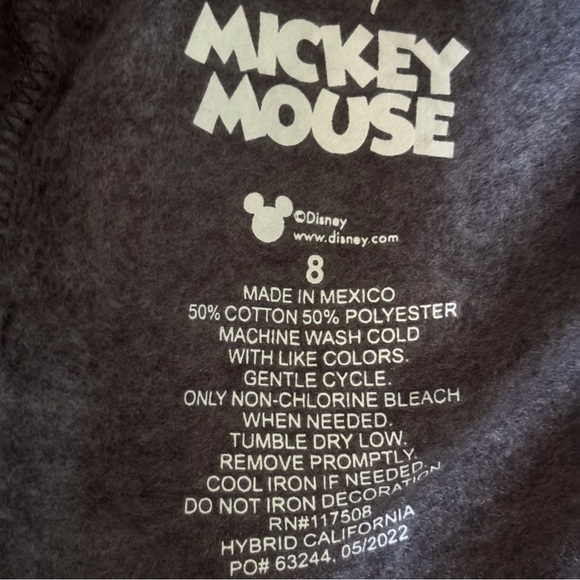 MICKEY
MOUSE
©Disney
www.disney.com
8
MADE IN MEXICO
50% COTTON 50% POLYESTER
MACHINE WASH COLD
WITH LIKE COLORS.
GENTLE CYCLE.
ONLY NON-CHLORINE BLEACH
WHEN NEEDED.
TUMBLE DRY LOW.
REMOVE PROMPTLY.
COOL IRON IF NEEDED.
DO NOT IRON DECORATION
RN#117508
HYBRID CALIFORNIA
PO# 63244, 05/2022